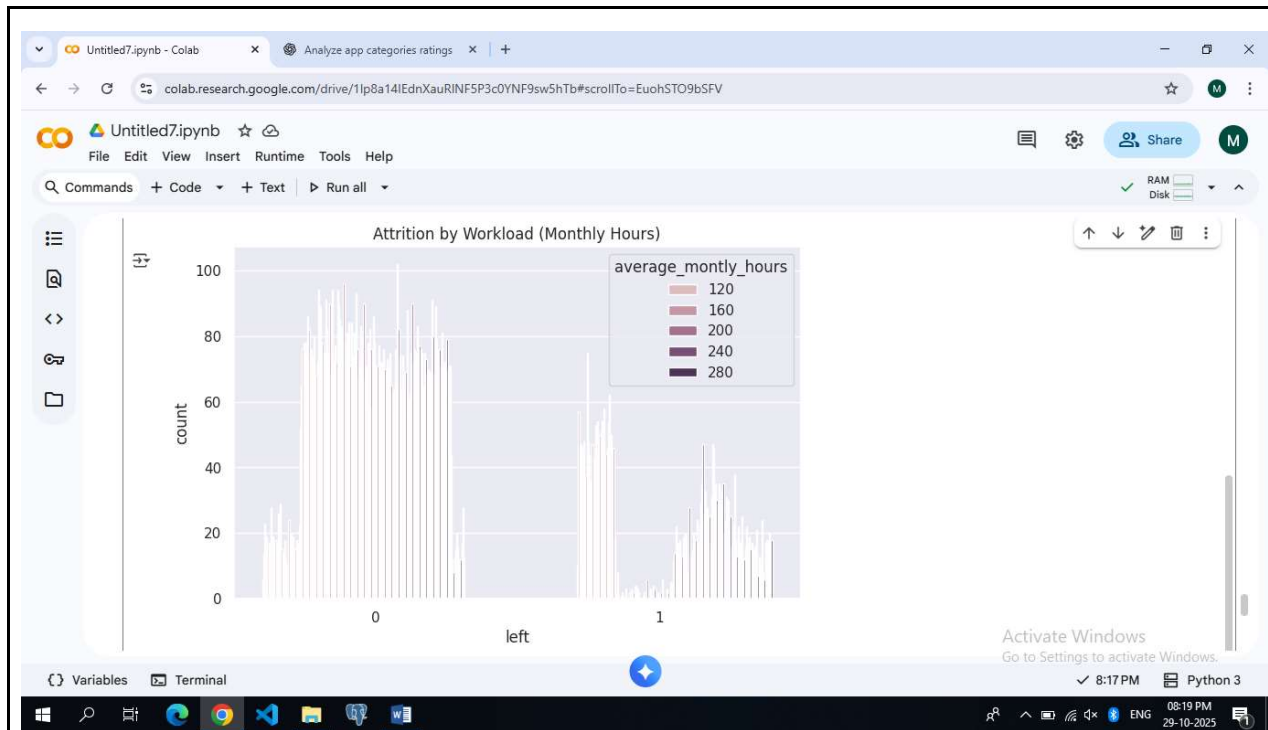 Untitled7.ipynb - Colab
Analyze app categories ratings
colab.research.google.com/drive/1Ip8a14IEdnXauRINF5P3c0YNF9sw5hTb#scrollTo=EuohSTO9bSFV
M
CO
Untitled7.ipynb
File Edit View Insert Runtime Tools Help
Share
M
Commands + Code + Text Run all
RAM
Disk
Attrition by Workload (Monthly Hours)
average_montly_hours
120
160
200
240
280
100
80
60
40
20
0
count
0 1
left
Activate Windows
Go to Settings to activate Windows.
{} Variables Terminal
8:17 PM Python 3
ENG
08:19 PM
29-10-2025
1